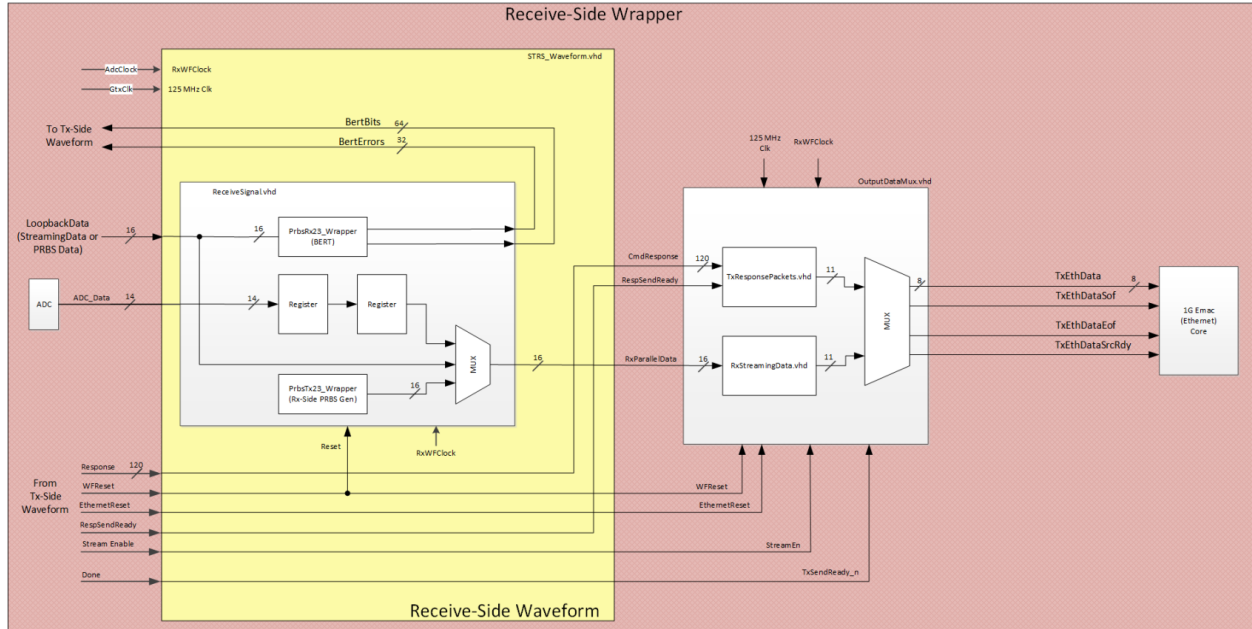 Receive-Side Wrapper
STRS_Waveform.vhd
AdcClock
RxWFClock
GtxClk
125 MHz Clk
To Tx-Side
Waveform
BertBits
64
BertErrors
32
125 MHz
Clk
RxWFClock
OutputDataMux.vhd
ReceiveSignal.vhd
LoopbackData
(StreamingData or
PRBS Data)
16
16
PrbsRx23_Wrapper
(BERT)
ADC
ADC_Data
14
14
Register
Register
MUX
16
PrbsTx23_Wrapper
(Rx-Side PRBS Gen)
16
Reset
RxWFClock
CmdResponse
120
RespSendReady
TxResponsePackets.vhd
11
RxParallelData
16
RxStreamingData.vhd
11
MUX
8
TxEthData
8
TxEthDataSof
TxEthDataEof
TxEthDataSrcRdy
1G Emac
(Ethernet)
Core
From
Tx-Side
Waveform
Response
120
WFReset
WFReset
EthernetReset
EthernetReset
RespSendReady
Stream Enable
StreamEn
Done
TxSendReady_n
Receive-Side Waveform